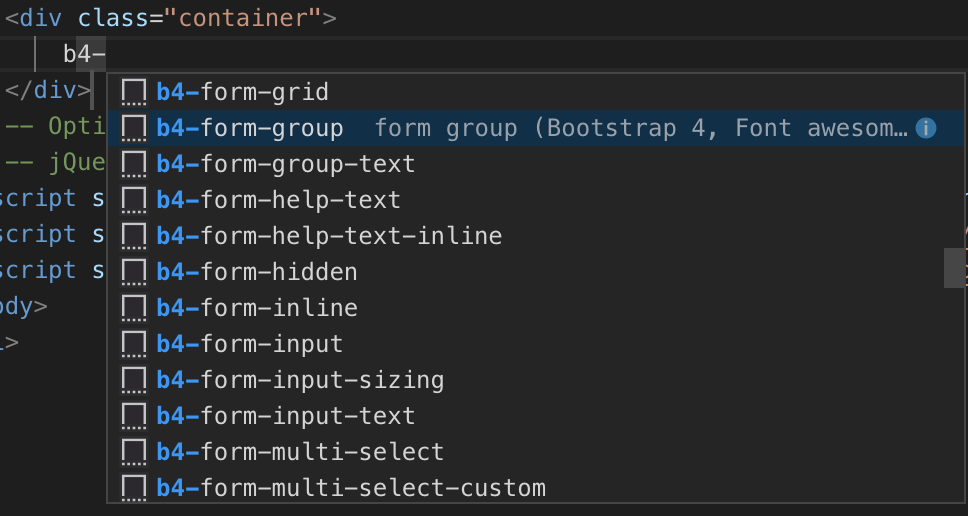 <div class="container">
b4-
</div>
b4-form-grid
-- Opti
b4-form-group form group (Bootstrap 4, Font awesom…
-- jQue
b4-form-group-text
script s
b4-form-help-text
script s
b4-form-help-text-inline
script s
b4-form-hidden
ody>
b4-form-inline
l>
b4-form-input
b4-form-input-sizing
b4-form-input-text
b4-form-multi-select
b4-form-multi-select-custom